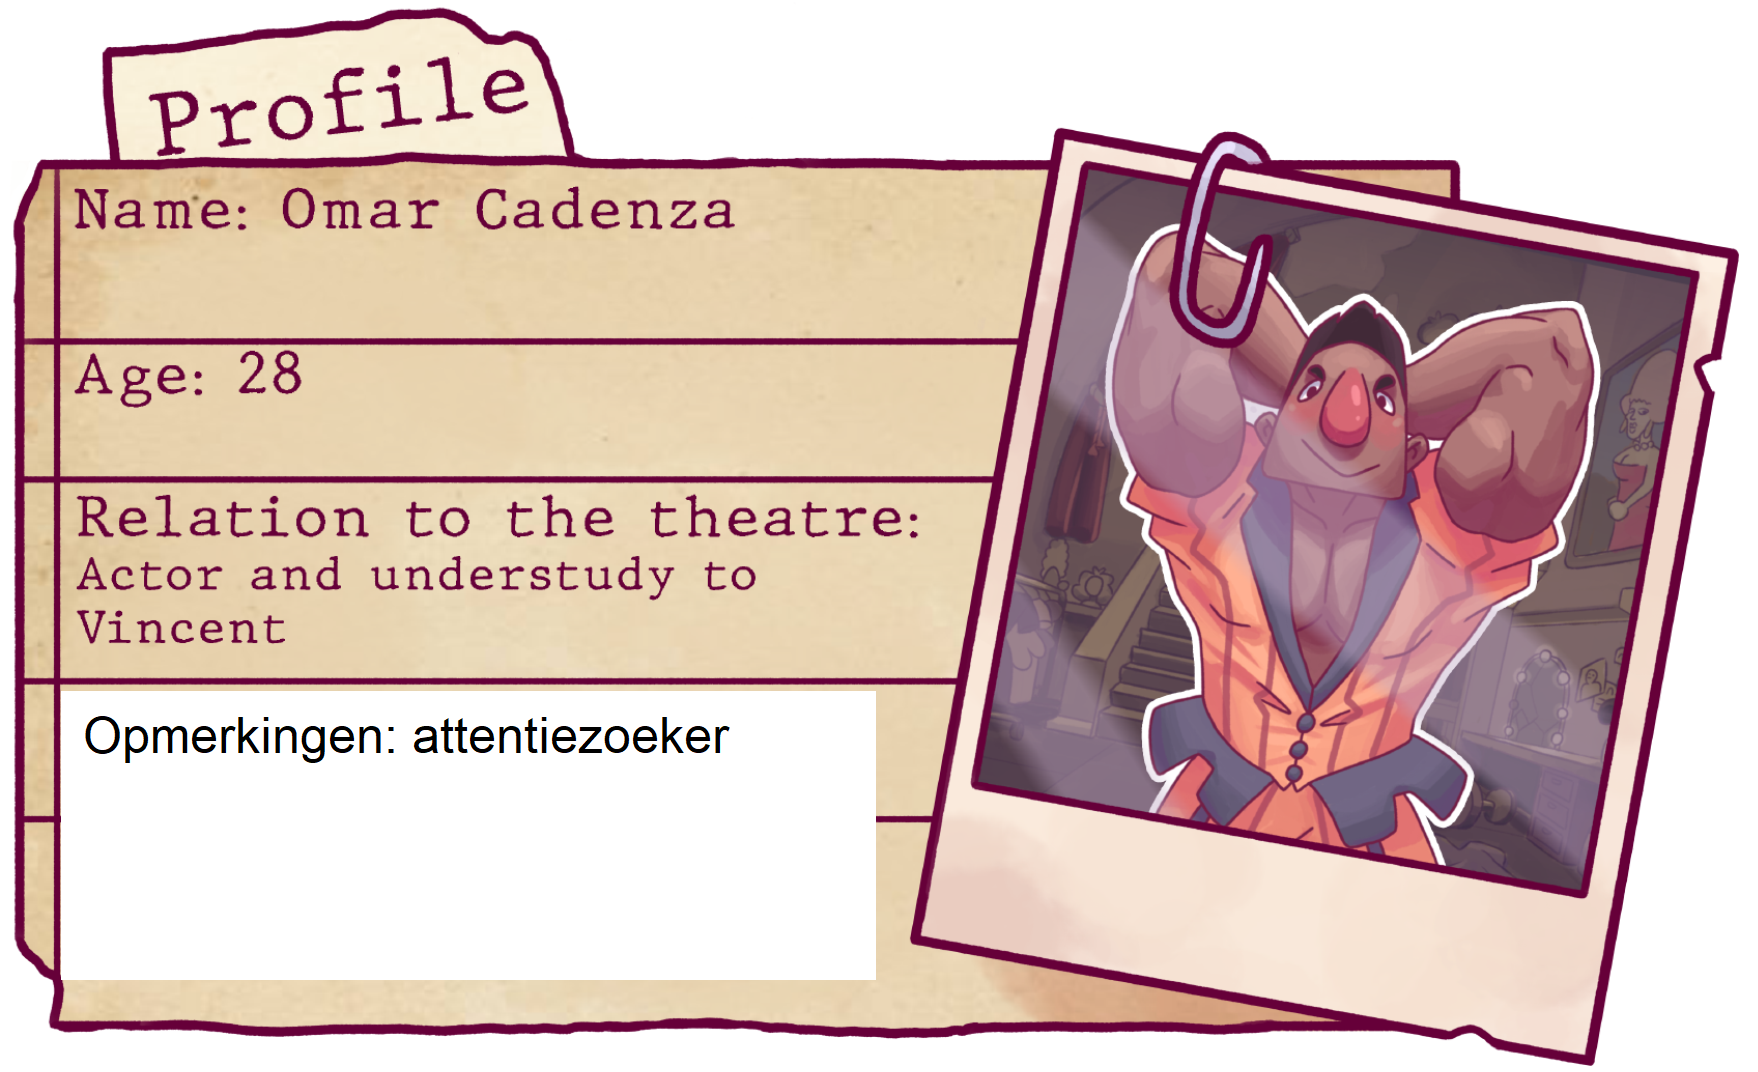 Profile
Name: Omar Cadenza
Age: 28
Relation to the theatre:
Actor and understudy to
Vincent
Opmerkingen: attentiezoeker